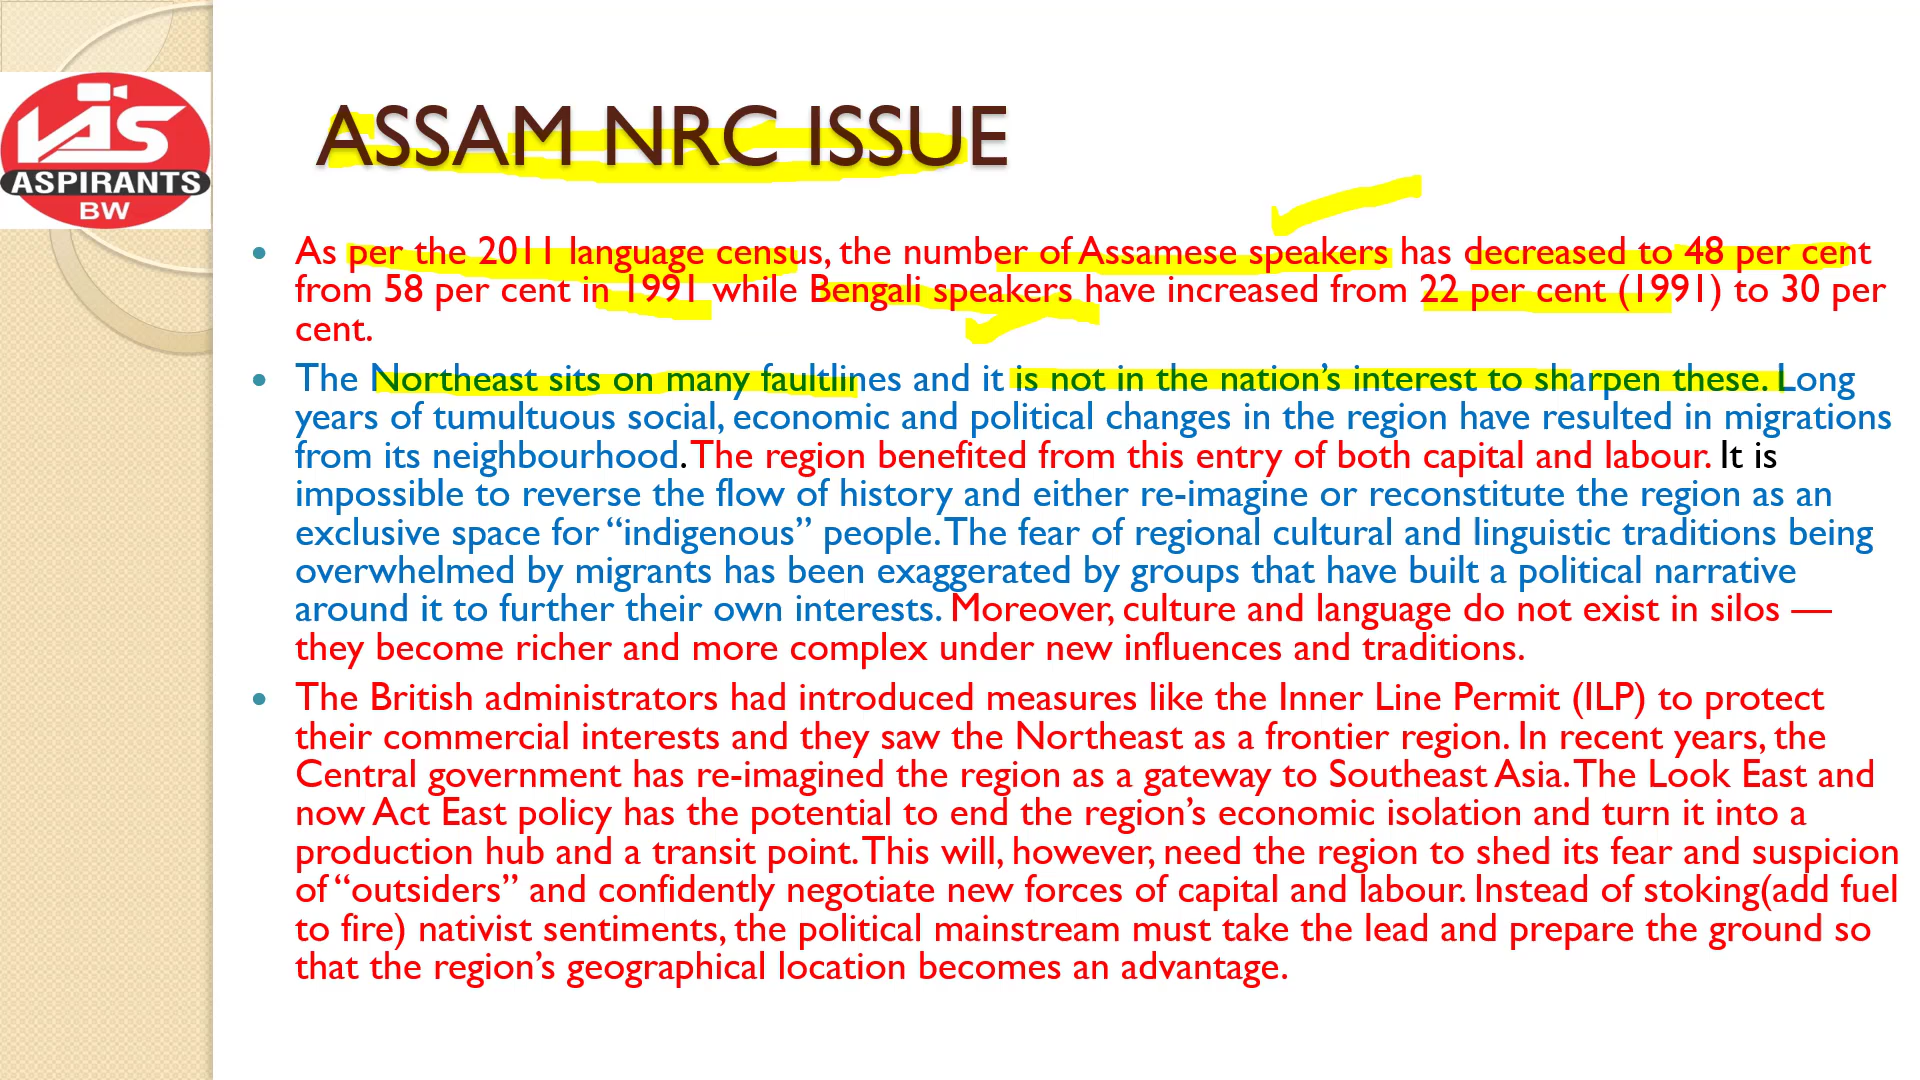 IAS
ASPIRANTS
BW
ASSAM NRC ISSUE
• As per the 2011 language census, the number of Assamese speakers has decreased to 48 per cent
from 58 per cent in 1991 while Bengali speakers have increased from 22 per cent (1991) to 30 per
cent.
• The Northeast sits on many faultlines and it is not in the nation’s interest to sharpen these. Long
years of tumultuous social, economic and political changes in the region have resulted in migrations
from its neighbourhood. The region benefited from this entry of both capital and labour. It is
impossible to reverse the flow of history and either re-imagine or reconstitute the region as an
exclusive space for “indigenous” people. The fear of regional cultural and linguistic traditions being
overwhelmed by migrants has been exaggerated by groups that have built a political narrative
around it to further their own interests. Moreover, culture and language do not exist in silos —
they become richer and more complex under new influences and traditions.
• The British administrators had introduced measures like the Inner Line Permit (ILP) to protect
their commercial interests and they saw the Northeast as a frontier region. In recent years, the
Central government has re-imagined the region as a gateway to Southeast Asia. The Look East and
now Act East policy has the potential to end the region’s economic isolation and turn it into a
production hub and a transit point. This will, however, need the region to shed its fear and suspicion
of “outsiders” and confidently negotiate new forces of capital and labour. Instead of stoking(add fuel
to fire) nativist sentiments, the political mainstream must take the lead and prepare the ground so
that the region’s geographical location becomes an advantage.